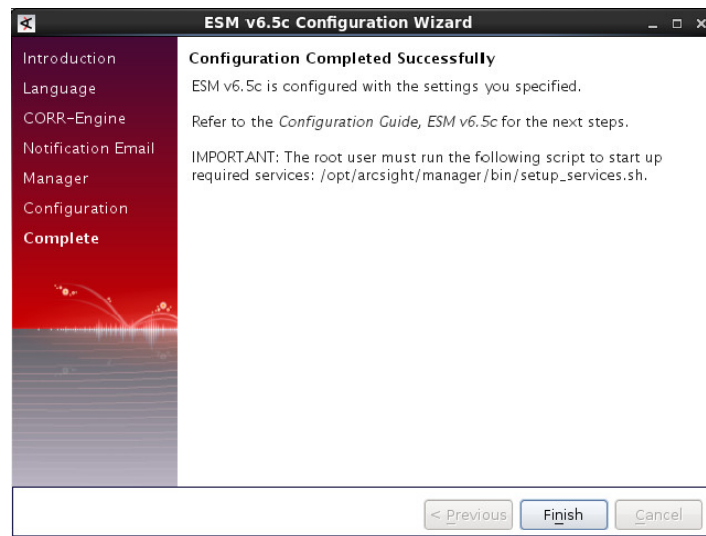 ESM v6.5c Configuration Wizard
Introduction
Language
CORR-Engine
Notification Email
Manager
Configuration
Complete
Configuration Completed Successfully
ESM v6.5c is configured with the settings you specified.
Refer to the Configuration Guide, ESM v6.5c for the next steps.
IMPORTANT: The root user must run the following script to start up
required services: /opt/arcsight/manager/bin/setup_services.sh.
< Previous
Finish
Cancel